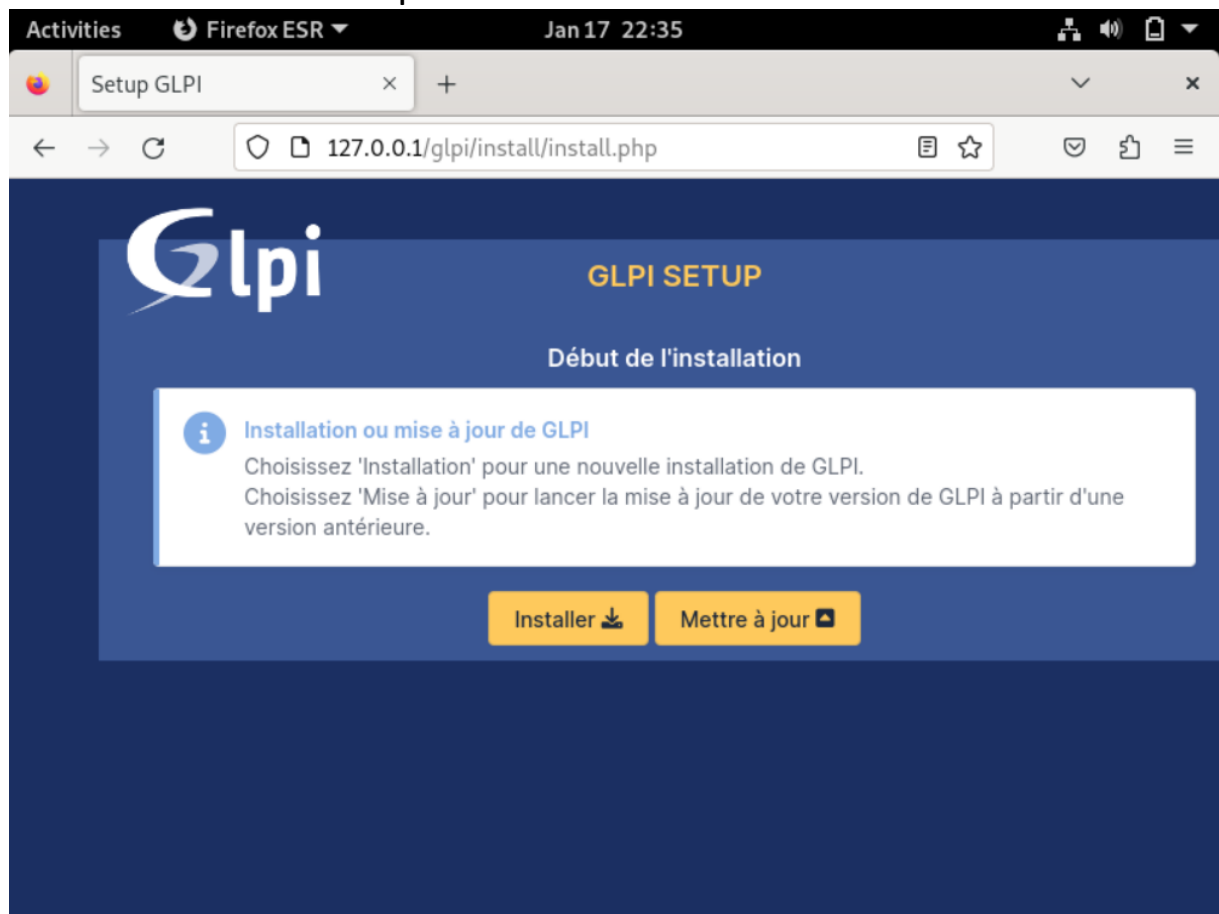 Activities Firefox ESR Jan 17 22:35
Setup GLPI
127.0.0.1/glpi/install/install.php
Glpi
GLPI SETUP
Début de l'installation
Installation ou mise à jour de GLPI
Choisissez 'Installation' pour une nouvelle installation de GLPI.
Choisissez 'Mise à jour' pour lancer la mise à jour de votre version de GLPI à partir d'une
version antérieure.
Installer Mettre à jour